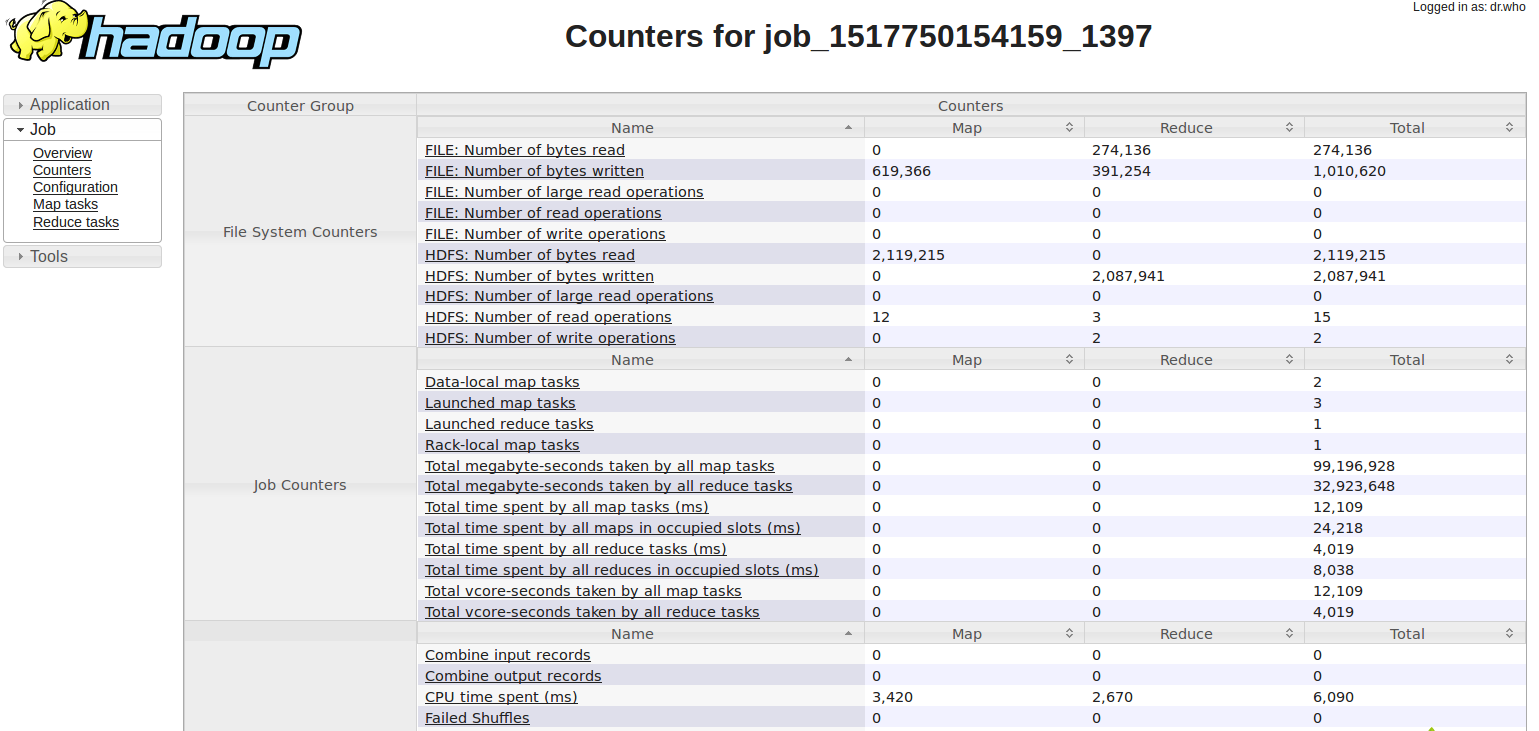 Logged in as: dr.who
hadoop
Counters for job_1517750154159_1397
Application
Job
Overview
Counters
Configuration
Map tasks
Reduce tasks
Tools
Counter Group Counters
File System Counters
Name Map Reduce Total
FILE: Number of bytes read 0 274,136 274,136
FILE: Number of bytes written 619,366 391,254 1,010,620
FILE: Number of large read operations 0 0 0
FILE: Number of read operations 0 0 0
FILE: Number of write operations 0 0 0
HDFS: Number of bytes read 2,119,215 0 2,119,215
HDFS: Number of bytes written 0 2,087,941 2,087,941
HDFS: Number of large read operations 0 0 0
HDFS: Number of read operations 12 3 15
HDFS: Number of write operations 0 2 2
Job Counters
Name Map Reduce Total
Data-local map tasks 0 0 2
Launched map tasks 0 0 3
Launched reduce tasks 0 0 1
Rack-local map tasks 0 0 1
Total megabyte-seconds taken by all map tasks 0 0 99,196,928
Total megabyte-seconds taken by all reduce tasks 0 0 32,923,648
Total time spent by all map tasks (ms) 0 0 12,109
Total time spent by all maps in occupied slots (ms) 0 0 24,218
Total time spent by all reduce tasks (ms) 0 0 4,019
Total time spent by all reduces in occupied slots (ms) 0 0 8,038
Total vcore-seconds taken by all map tasks 0 0 12,109
Total vcore-seconds taken by all reduce tasks 0 0 4,019
Name Map Reduce Total
Combine input records 0 0 0
Combine output records 0 0 0
CPU time spent (ms) 3,420 2,670 6,090
Failed Shuffles 0 0 0